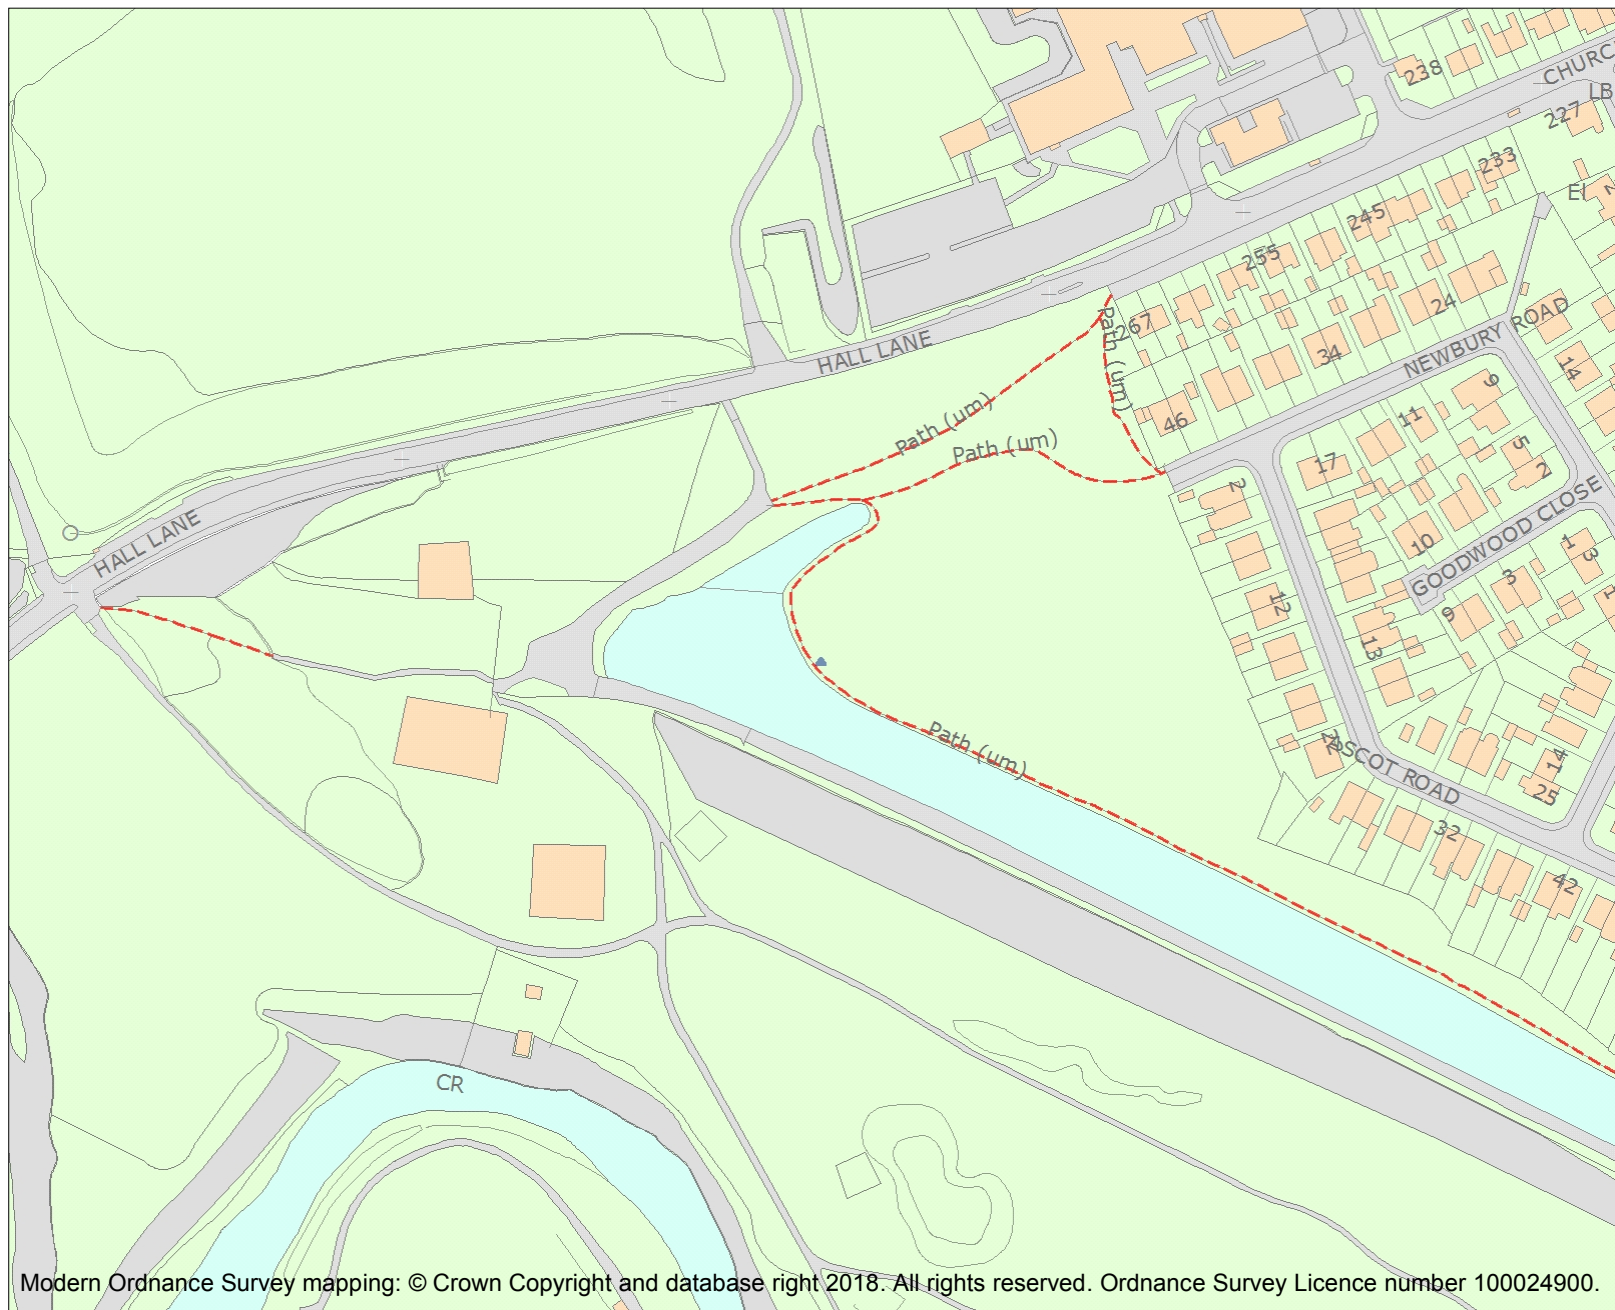 238
CHURC
LB
227
233
El
245
255
267
Path (um)
24
NEWBURY ROAD
HALL LANE
34
14
9
46
11
Path (um)
Path (um)
5
17
2
2
HALL LANE
10
GOODWOOD CLOSE
1
3
3
12
9
13
Path (um)
22
ASCOT ROAD
14
25
32
42
CR
Modern Ordnance Survey mapping: © Crown Copyright and database right 2018. All rights reserved. Ordnance Survey Licence number 100024900.